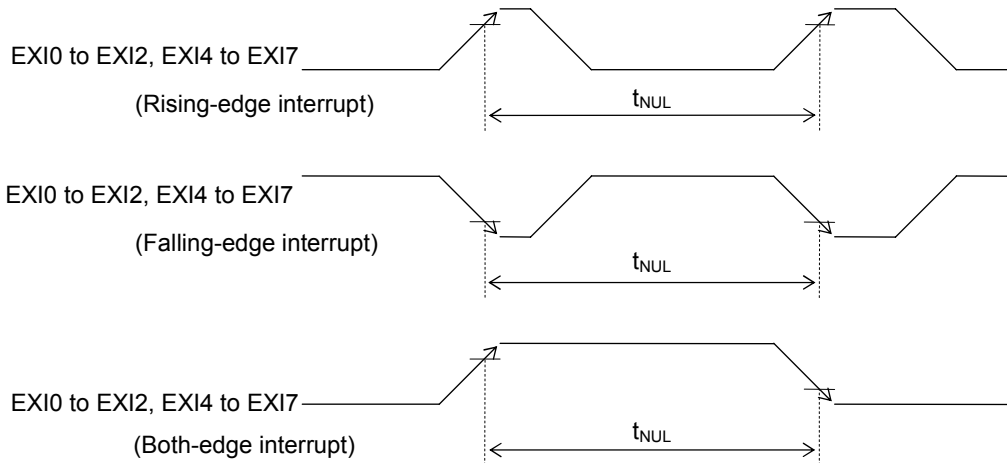 EXI0 to EXI2, EXI4 to EXI7
(Rising-edge interrupt)
tNUL
EXI0 to EXI2, EXI4 to EXI7
(Falling-edge interrupt)
tNUL
EXI0 to EXI2, EXI4 to EXI7
(Both-edge interrupt)
tNUL